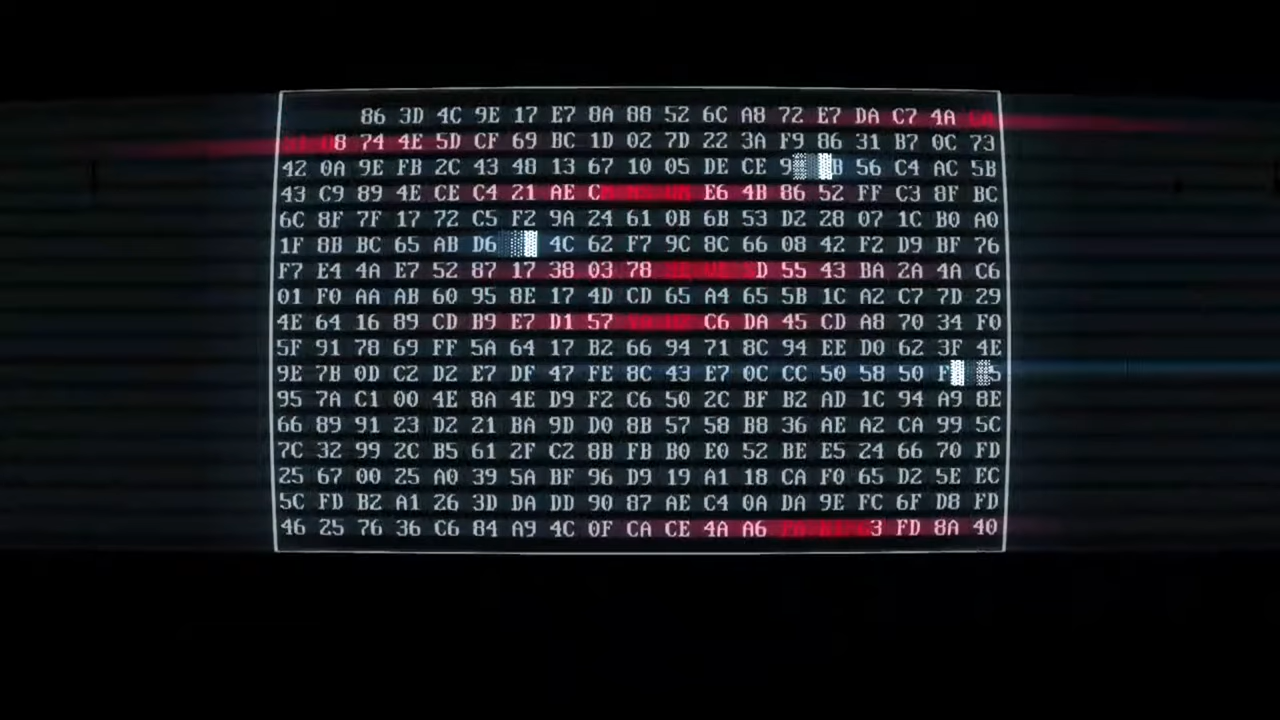 86 3D 4C 9E 17 E7 8A 88 52 6C A8 72 E7 DA C7 4A
8 74 4E 5D CF 69 BC 1D 02 7D 22 3A F9 86 31 B7 0C 73
42 0A 9E FB 2C 43 48 13 67 10 05 DE CE 9 B 56 C4 AC 5B
43 C9 89 4E CE C4 21 AE C E6 4B 86 52 FF C3 8F BC
6C 8F 7F 17 72 C5 F2 9A 24 61 0B 6B 53 D2 28 07 1C B0 A0
1F 8B BC 65 AB D6 4C 62 F7 9C 8C 66 08 42 F2 D9 BF 76
F7 E4 4A E7 52 87 17 38 03 78 D 55 43 BA 2A 4A C6
01 F0 AA AB 60 95 8E 17 4D CD 65 A4 65 5B 1C A2 C7 7D 29
4E 64 16 89 CD B9 E7 D1 57 C6 DA 45 CD A8 70 34 F0
5F 91 78 69 FF 5A 64 17 B2 66 94 71 8C 94 EE D0 62 3F 4E
9E 7B 0D C2 D2 E7 DF 47 FE 8C 43 E7 0C CC 50 58 50 F 5
95 7A C1 00 4E 8A 4E D9 F2 C6 50 2C BF B2 AD 1C 94 A9 8E
66 89 91 23 D2 21 BA 9D D0 8B 57 58 B8 36 AE A2 CA 99 5C
7C 32 99 2C B5 61 2F C2 8B FB B0 E0 52 BE E5 24 66 70 FD
25 67 00 25 A0 39 5A BF 96 D9 19 A1 18 CA F0 65 D2 5E EC
5C FD B2 A1 26 3D DA DD 90 87 AE C4 0A DA 9E FC 6F D8 FD
46 25 76 36 C6 84 A9 4C 0F CA CE 4A A6 3 FD 8A 40